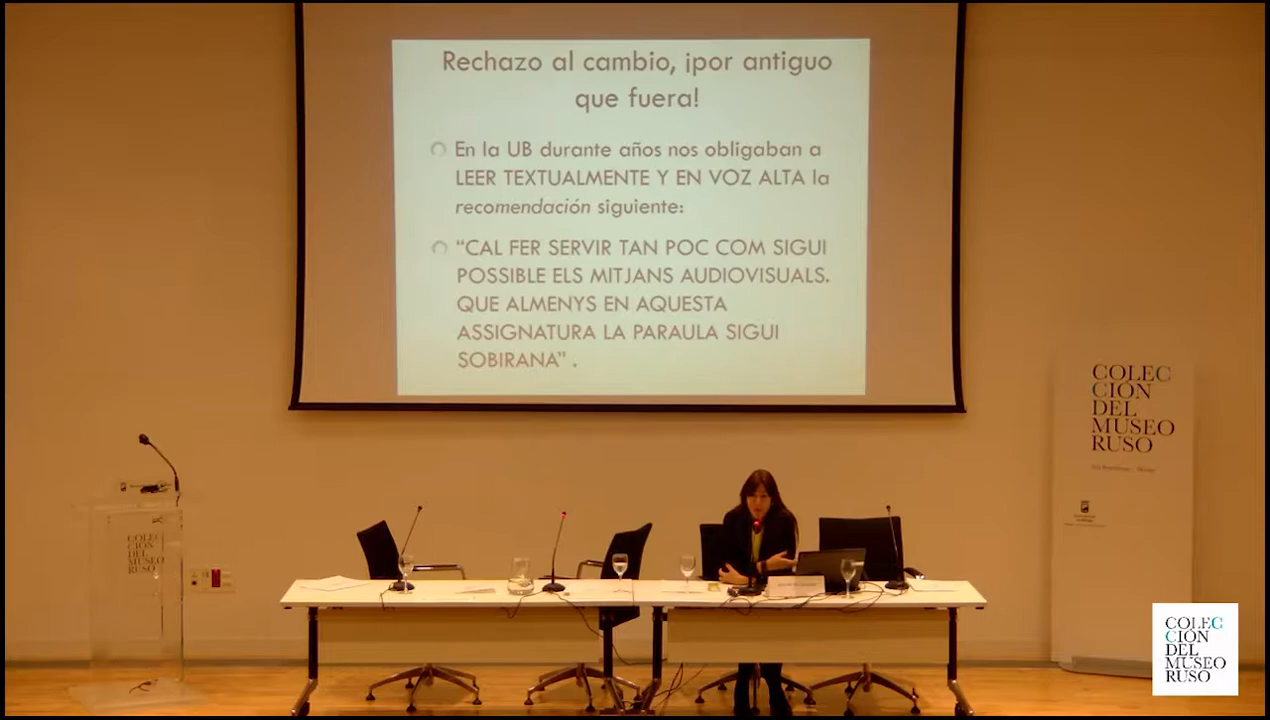 Rechazo al cambio, ¡por antiguo
que fuera!
En la UB durante años nos obligaban a
LEER TEXTUALMENTE Y EN VOZ ALTA la
recomendación siguiente:
“CAL FER SERVIR TAN POC COM SIGUI
POSSIBLE ELS MITJANS AUDIOVISUALS.
QUE ALMENYS EN AQUESTA
ASSIGNATURA LA PARAULA SIGUI
SOBIRANA” .
COLEC
CIÓN
DEL
MUSEO
RUSO
COLEC
CIÓN
DEL
MUSEO
RUSO
COLEC
CIÓN
DEL
MUSEO
RUSO